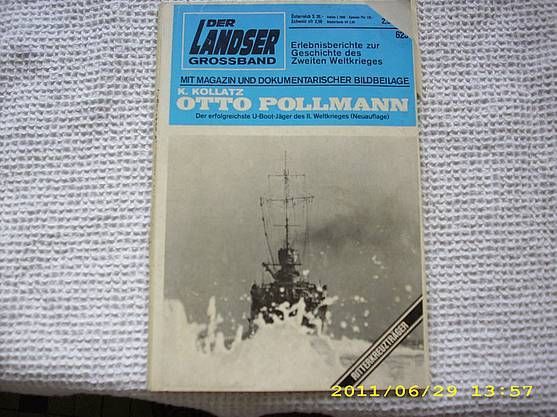 DER
LANDSER
GROSSBAND
Erlebnisberichte zur
Geschichte des
Zweiten Weltkrieges
MIT MAGAZIN UND DOKUMENTARISCHER BILDBEILAGE
K. KOLLATZ
OTTO POLLMANN
Der erfolgreichste U-Boot-Jäger des II. Weltkrieges (Neuauflage)
RITTERKREUZTRÄGER
2011/06/29 13:57